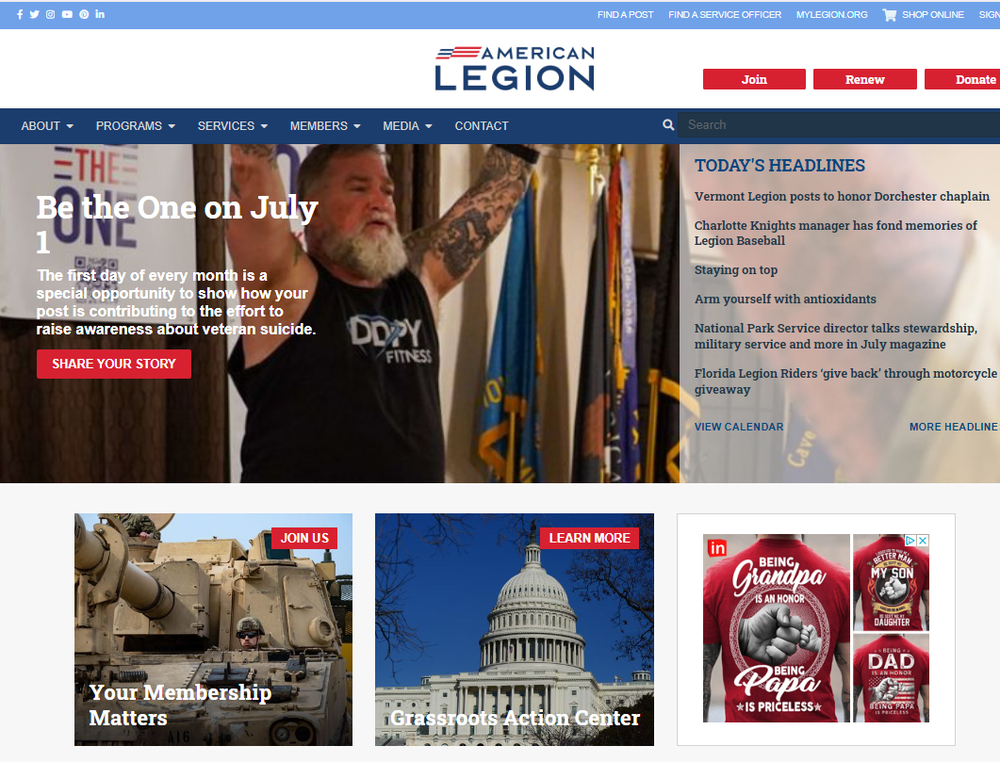 FIND A POST FIND A SERVICE OFFICER MYLEGION.ORG SHOP ONLINE SIGN
AMERICAN
LEGION
Join Renew Donate
ABOUT PROGRAMS SERVICES MEMBERS MEDIA CONTACT Search
THE
ONE
Be the One on July
1
The first day of every month is a
special opportunity to show how your
post is contributing to the effort to
raise awareness about veteran suicide.
SHARE YOUR STORY
DDPY
FITNESS
TODAY'S HEADLINES
Vermont Legion posts to honor Dorchester chaplain
Charlotte Knights manager has fond memories of
Legion Baseball
Staying on top
Arm yourself with antioxidants
National Park Service director talks stewardship,
military service and more in July magazine
Florida Legion Riders ‘give back’ through motorcycle
giveaway
VIEW CALENDAR MORE HEADLINE
Cave
JOIN US
Your Membership
Matters
A16
LEARN MORE
Grassroots Action Center
in
BEING
Grandpa
IS AN HONOR
BEING
Papa
IS PRICELESS
BETTER MAN
MY SON
DAUGHTER
BEING
DAD
IS AN HONOR
BEING PAPA
IS PRICELESS